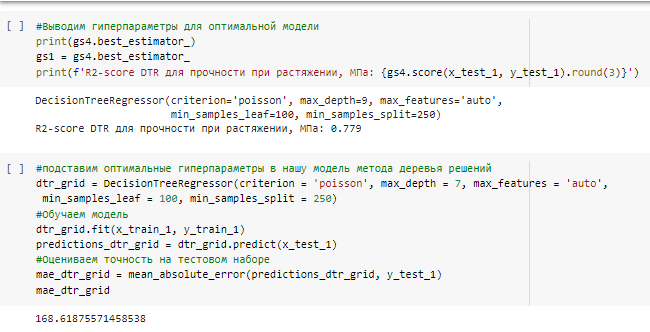 [ ] #Выводим гиперпараметры для оптимальной модели
print(gs4.best_estimator_)
gs1 = gs4.best_estimator_
print(f'R2-score DTR для прочности при растяжении, МПа: {gs4.score(x_test_1, y_test_1).round(3)}')
DecisionTreeRegressor(criterion='poisson', max_depth=9, max_features='auto',
min_samples_leaf=100, min_samples_split=250)
R2-score DTR для прочности при растяжении, МПа: 0.779
[ ] #подставим оптимальные гиперпараметры в нашу модель метода деревья решений
dtr_grid = DecisionTreeRegressor(criterion = 'poisson', max_depth = 7, max_features = 'auto',
min_samples_leaf = 100, min_samples_split = 250)
#Обучаем модель
dtr_grid.fit(x_train_1, y_train_1)
predictions_dtr_grid = dtr_grid.predict(x_test_1)
#Оцениваем точность на тестовом наборе
mae_dtr_grid = mean_absolute_error(predictions_dtr_grid, y_test_1)
mae_dtr_grid
168.61875571458538